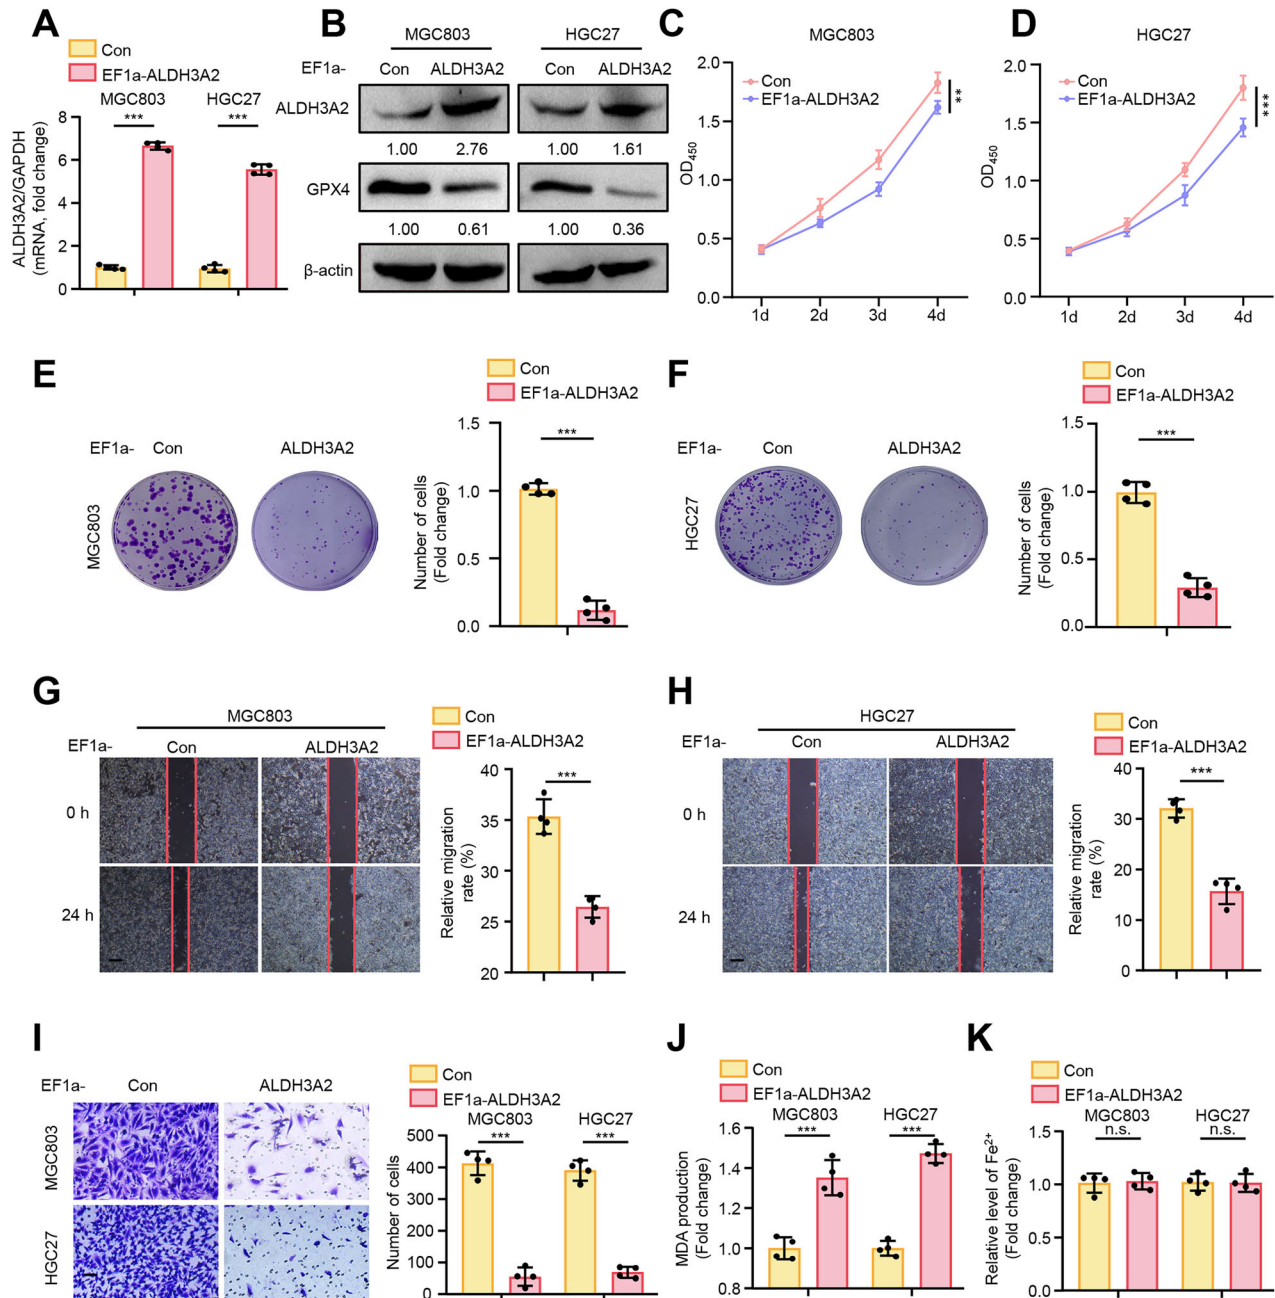 A
Con
EF1a-ALDH3A2
MGC803 HGC27
*** ***
ALDH3A2/GAPDH
(mRNA, fold change)
8
6
4
2
0
B
MGC803 HGC27
EF1a- Con ALDH3A2 Con ALDH3A2
ALDH3A2
1.00 2.76 1.00 1.61
GPX4
1.00 0.61 1.00 0.36
β-actin
C
MGC803
Con
EF1a-ALDH3A2
**
OD450
2.0
1.5
1.0
0.5
0.0
1d 2d 3d 4d
D
HGC27
Con
EF1a-ALDH3A2
***
OD450
2.0
1.5
1.0
0.5
0.0
1d 2d 3d 4d
E
EF1a- Con ALDH3A2
MGC803
Con
EF1a-ALDH3A2
***
Number of cells
(Fold change)
1.5
1.0
0.5
0.0
F
EF1a- Con ALDH3A2
HGC27
Con
EF1a-ALDH3A2
***
Number of cells
(Fold change)
1.5
1.0
0.5
0.0
G
MGC803
EF1a- Con ALDH3A2
0 h
24 h
Con
EF1a-ALDH3A2
***
Relative migration
rate (%)
40
35
30
25
20
H
HGC27
EF1a- Con ALDH3A2
0 h
24 h
Con
EF1a-ALDH3A2
***
Relative migration
rate (%)
40
30
20
10
0
I
EF1a- Con ALDH3A2
MGC803
HGC27
Con
EF1a-ALDH3A2
MGC803 HGC27
*** ***
Number of cells
500
400
300
200
100
0
J
Con
EF1a-ALDH3A2
MGC803 HGC27
*** ***
MDA production
(Fold change)
1.6
1.4
1.2
1.0
0.8
K
Con
EF1a-ALDH3A2
MGC803 HGC27
n.s. n.s.
Relative level of Fe2+
(Fold change)
1.5
1.0
0.5
0.0